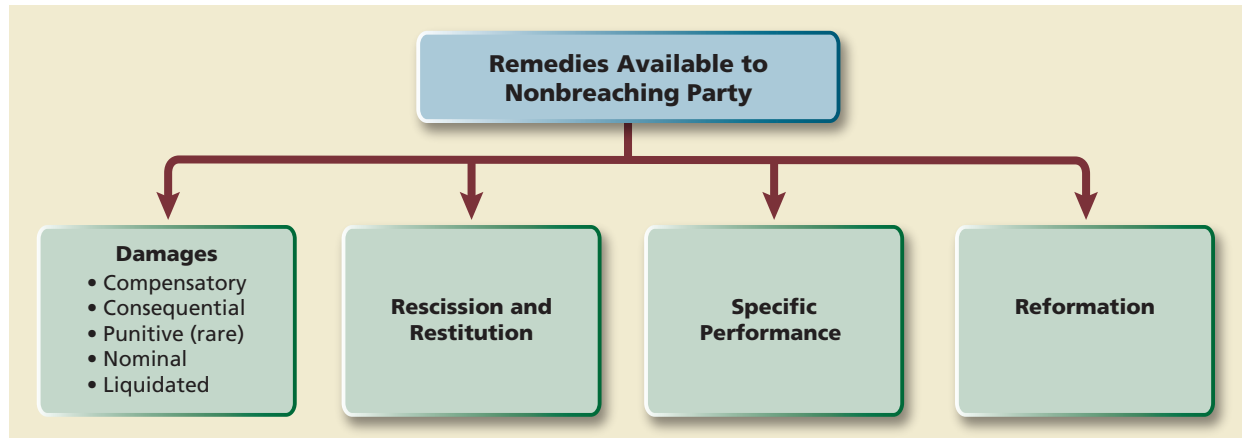 Remedies Available to
Nonbreaching Party
Damages
• Compensatory
• Consequential
• Punitive (rare)
• Nominal
• Liquidated
Rescission and
Restitution
Specific
Performance
Reformation